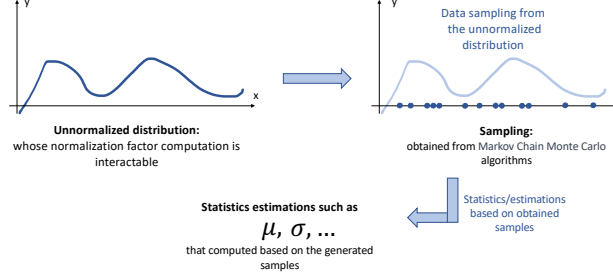 y
x
Unnormalized distribution:
whose normalization factor computation is
interactable
y
Data sampling from
the unnormalized
distribution
Sampling:
obtained from Markov Chain Monte Carlo
algorithms
Statistics/estimations
based on obtained
samples
Statistics estimations such as
μ, σ, ...
that computed based on the generated
samples